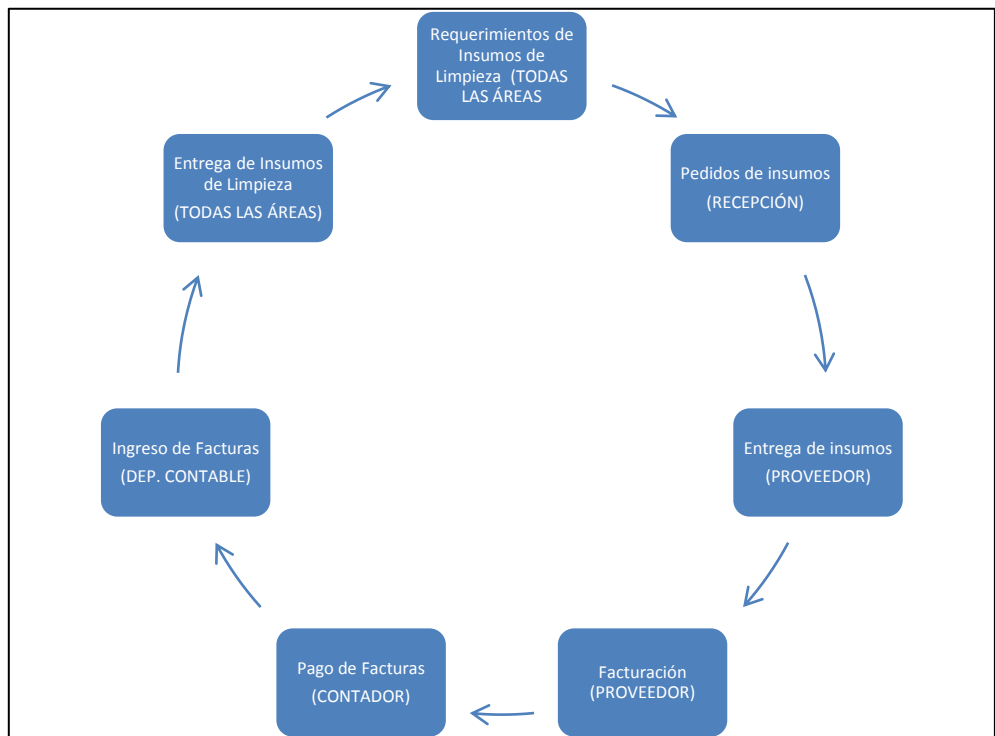 Requerimientos de
Insumos de
Limpieza (TODAS
LAS ÁREAS
Pedidos de insumos
(RECEPCIÓN)
Entrega de insumos
(PROVEEDOR)
Facturación
(PROVEEDOR)
Pago de Facturas
(CONTADOR)
Ingreso de Facturas
(DEP. CONTABLE)
Entrega de Insumos
de Limpieza
(TODAS LAS ÁREAS)